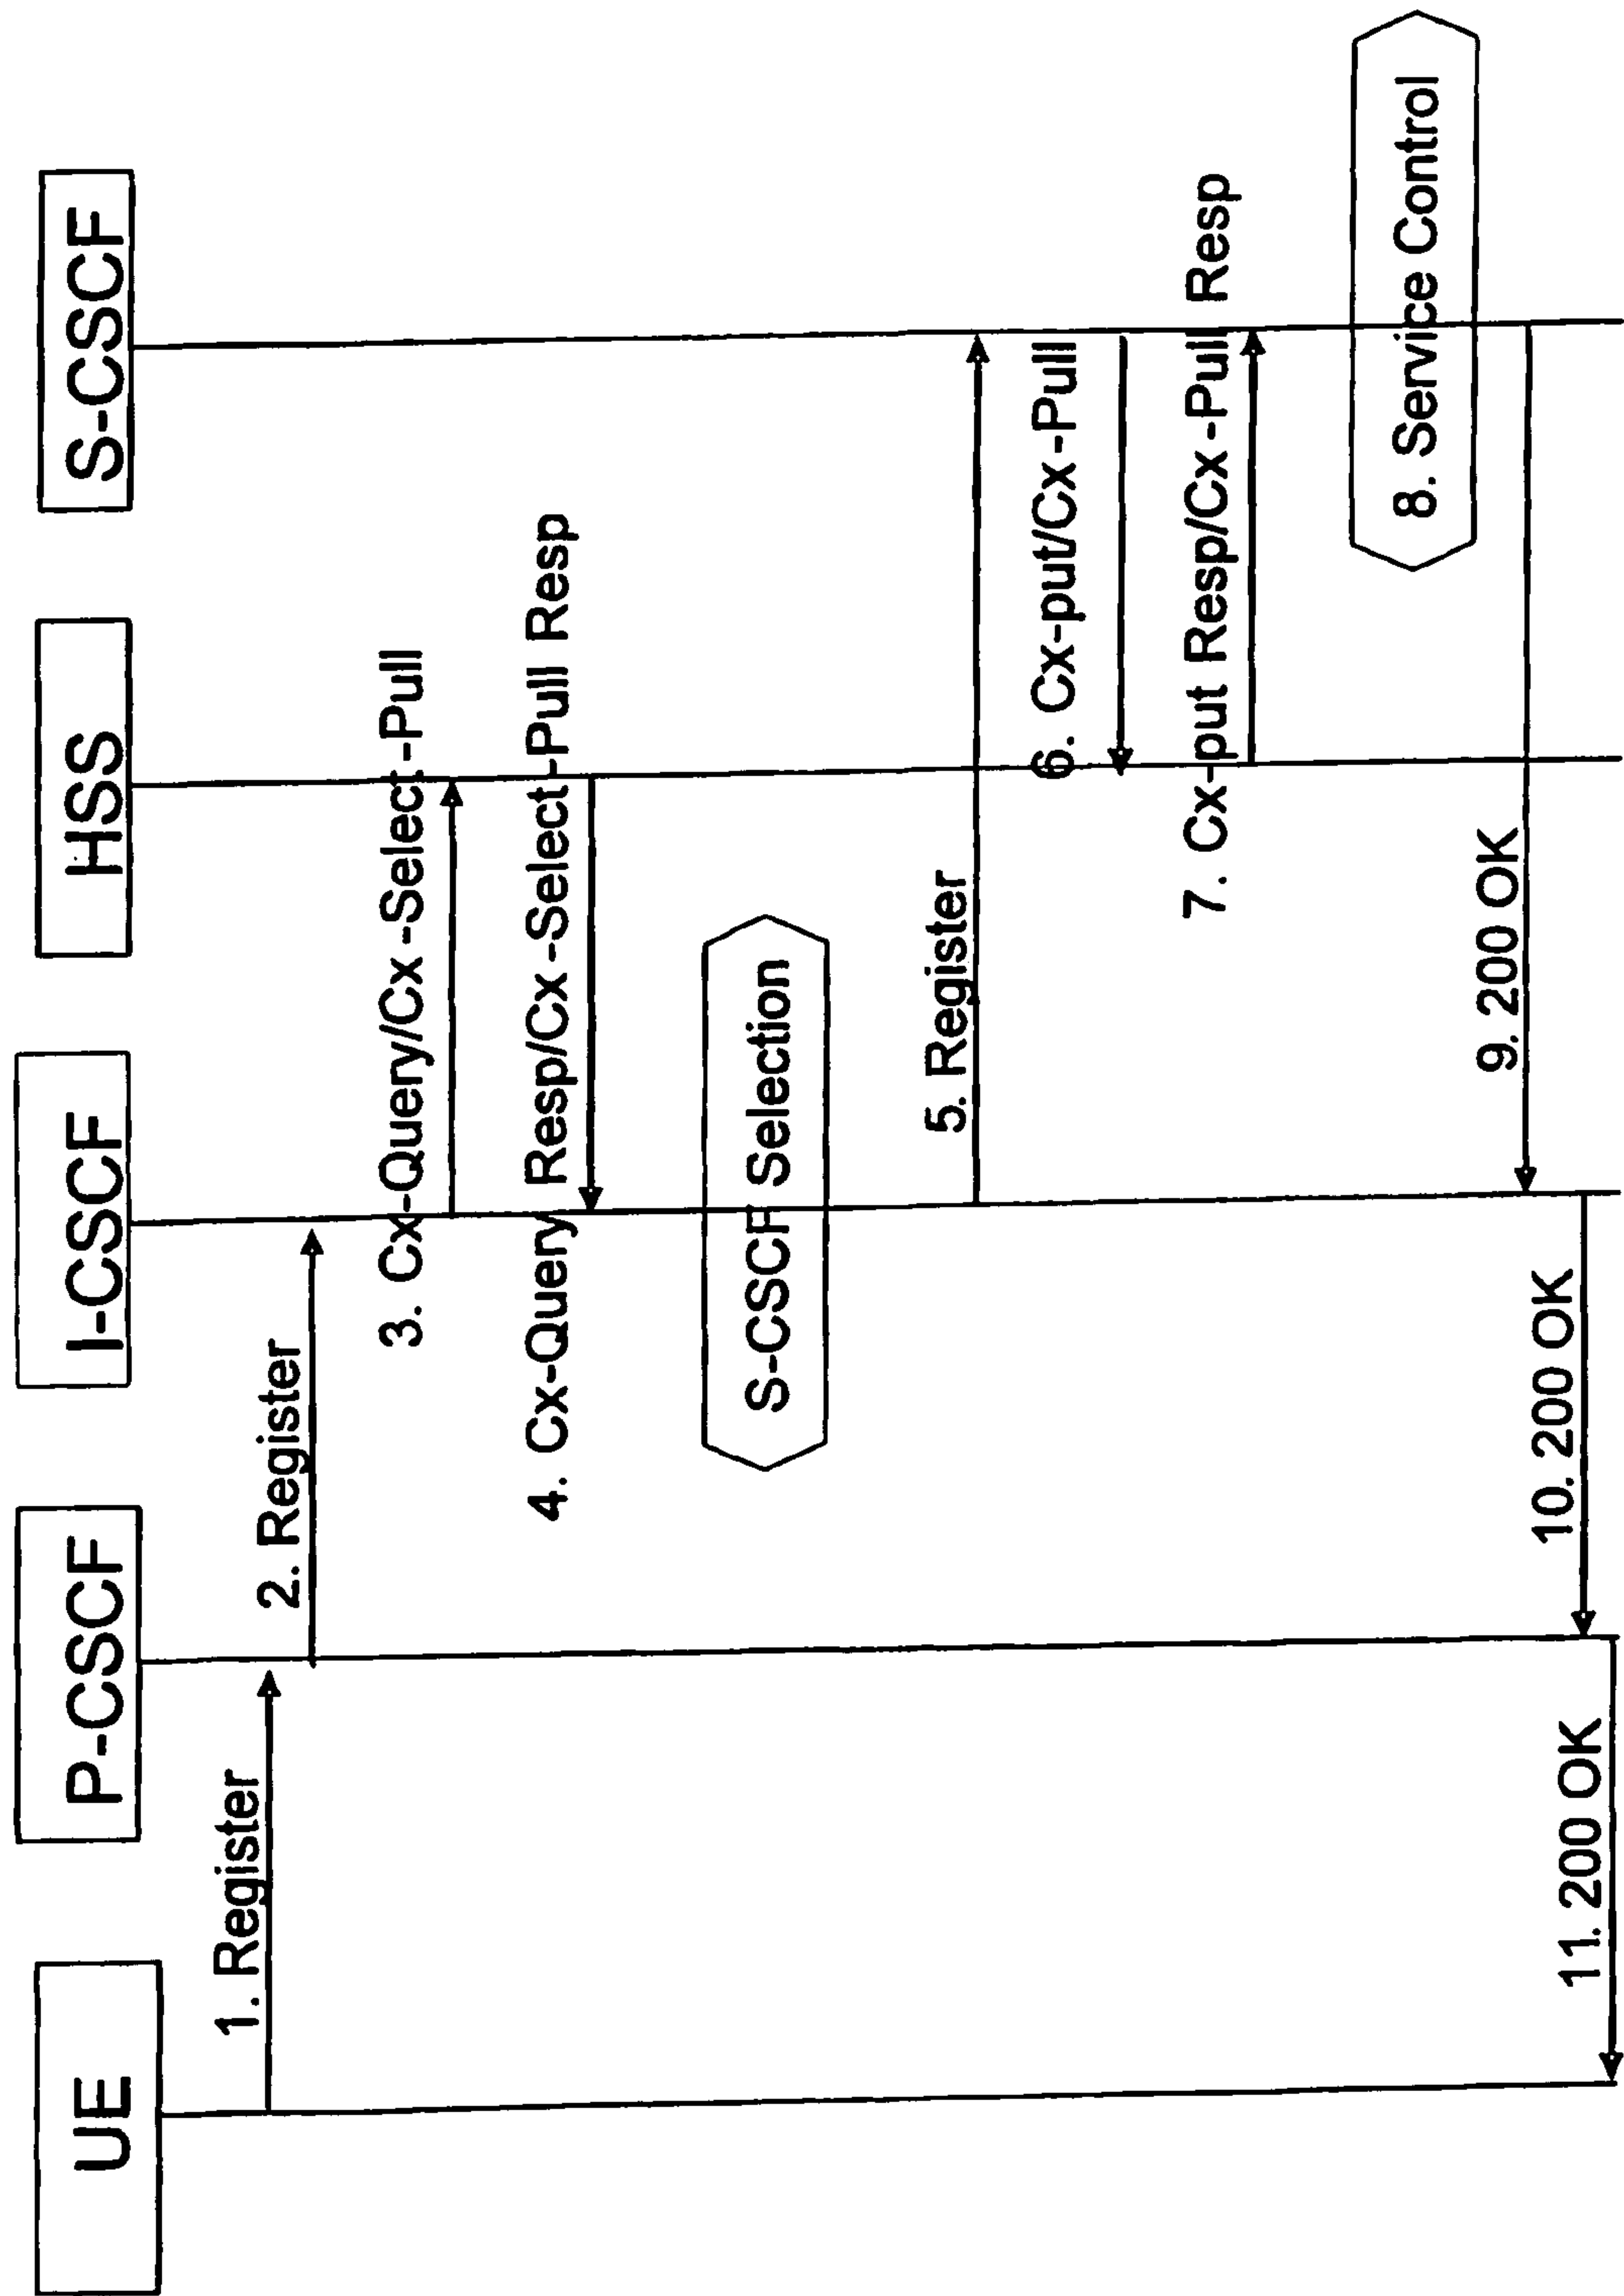 UE
P-CSCF
I-CSCF
HSS
S-CSCF
1. Register
2. Register
3. Cx-Query/Cx-Select-Pull
4. Cx-Query Resp/Cx-Select-Pull Resp
S-CSCF Selection
5. Register
6. Cx-put/Cx-Pull
7. Cx-put Resp/Cx-Pull Resp
8. Service Control
9. 200 OK
10. 200 OK
11. 200 OK